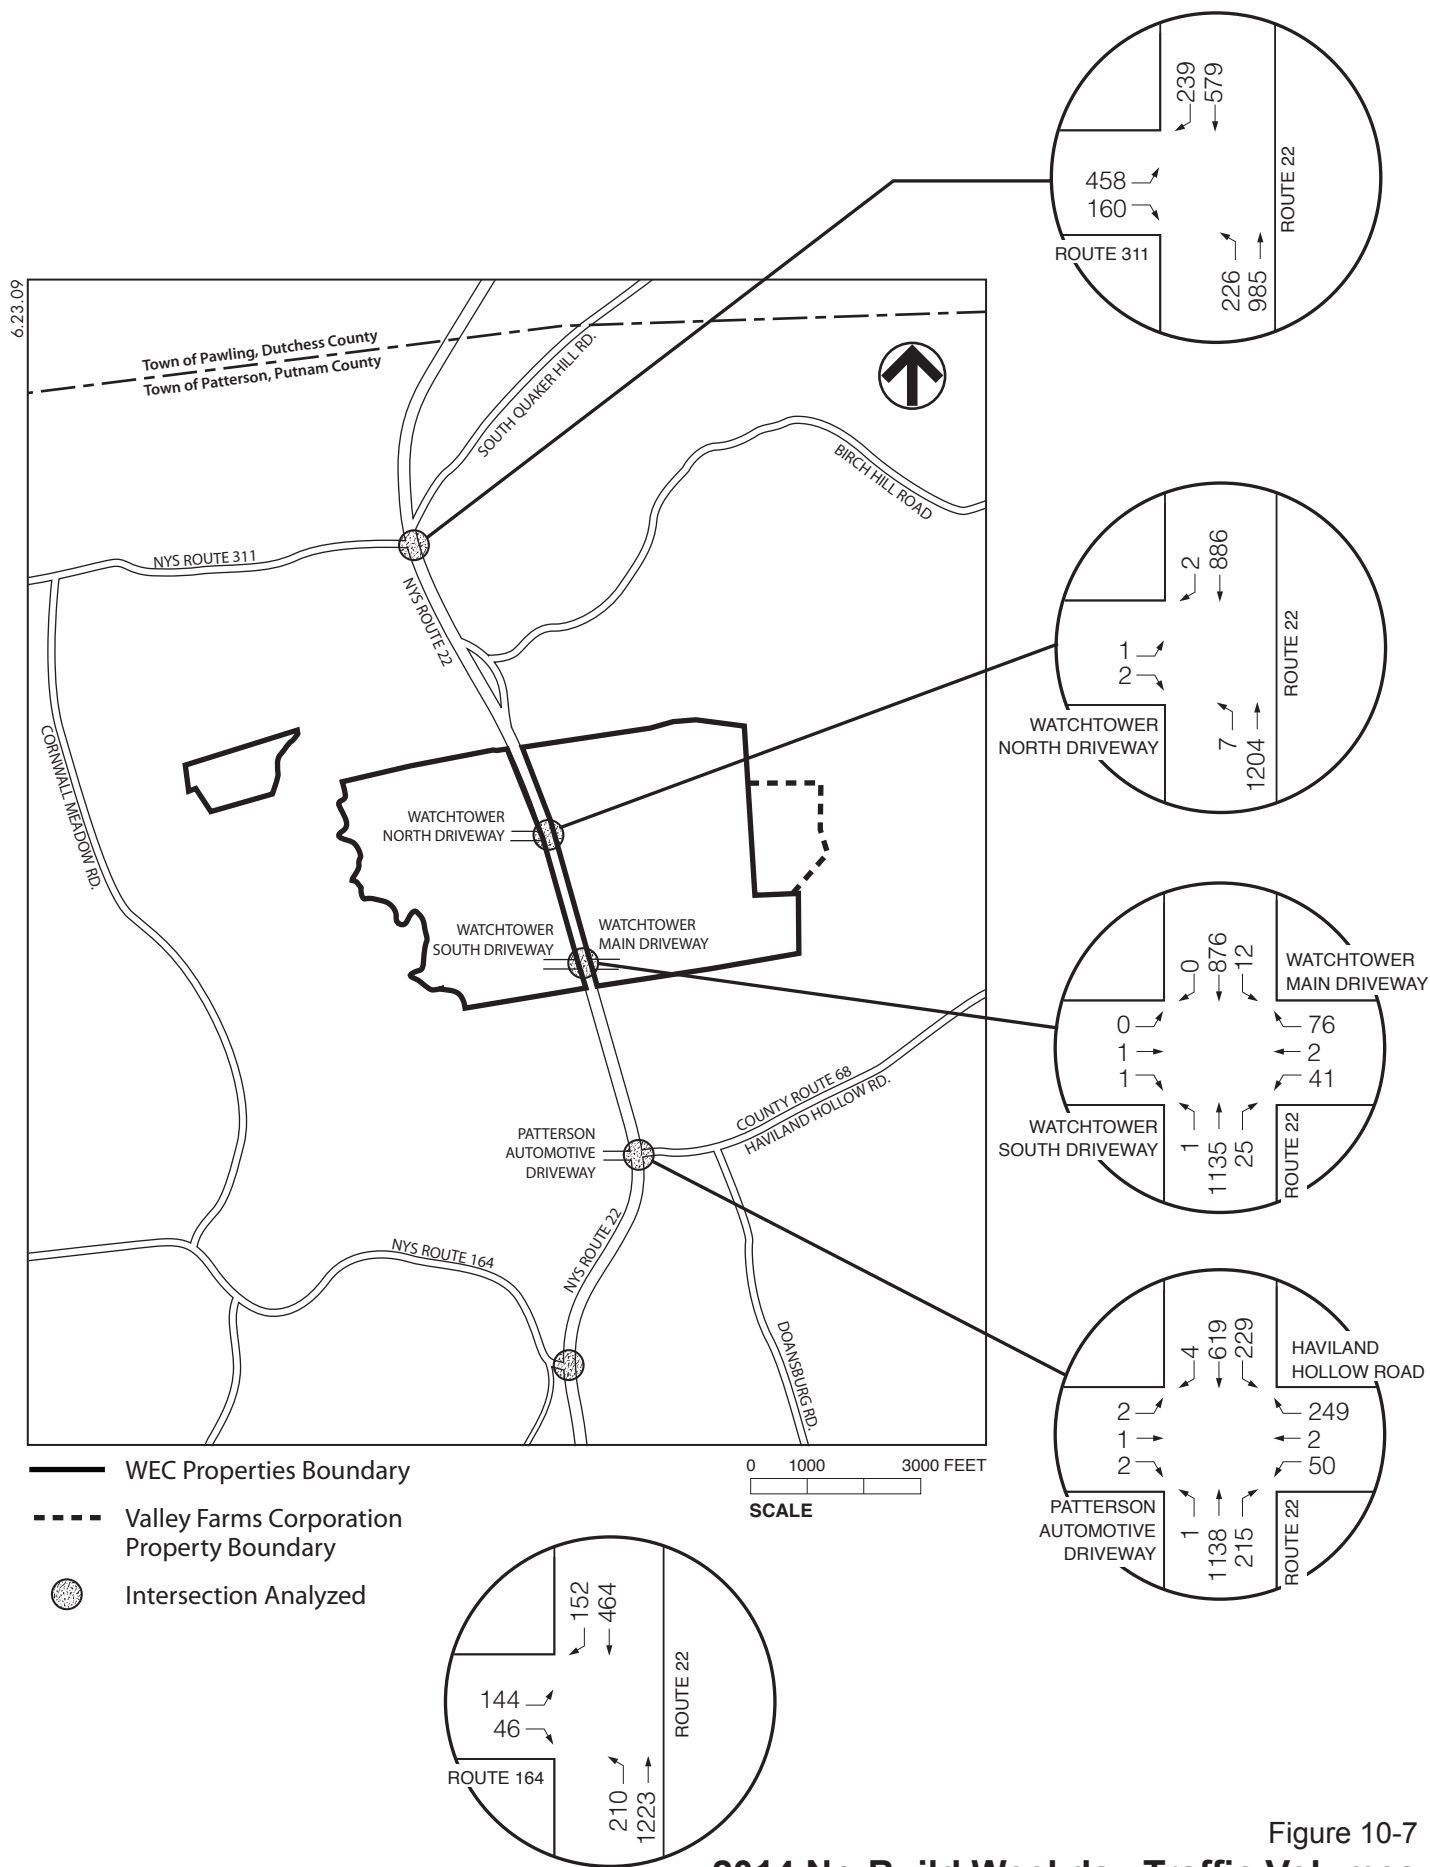 239
579
458
160
ROUTE 311
226
985
ROUTE 22
6.23.09
Town of Pawling, Dutchess County
Town of Patterson, Putnam County
SOUTH QUAKER HILL RD.
BIRCH HILL ROAD
NYS ROUTE 311
NYS ROUTE 22
CORNWALL MEADOW RD.
2
886
1
2
WATCHTOWER
NORTH DRIVEWAY
7
1204
ROUTE 22
WATCHTOWER
NORTH DRIVEWAY
WATCHTOWER
SOUTH DRIVEWAY
WATCHTOWER
MAIN DRIVEWAY
0
876
12
WATCHTOWER
MAIN DRIVEWAY
0
1
1
76
2
41
WATCHTOWER
SOUTH DRIVEWAY
1
1135
25
ROUTE 22
COUNTY ROUTE 68
HAVILAND HOLLOW RD.
PATTERSON
AUTOMOTIVE
DRIVEWAY
NYS ROUTE 22
NYS ROUTE 164
DOANSBURG RD.
4
619
229
HAVILAND
HOLLOW ROAD
2
1
2
249
2
50
PATTERSON
AUTOMOTIVE
DRIVEWAY
1
1138
215
ROUTE 22
WEC Properties Boundary
Valley Farms Corporation
Property Boundary
Intersection Analyzed
0 1000 3000 FEET
SCALE
152
464
144
46
ROUTE 164
210
1223
ROUTE 22
Figure 10-7
2014 No Build Weekday Traffic Volumes